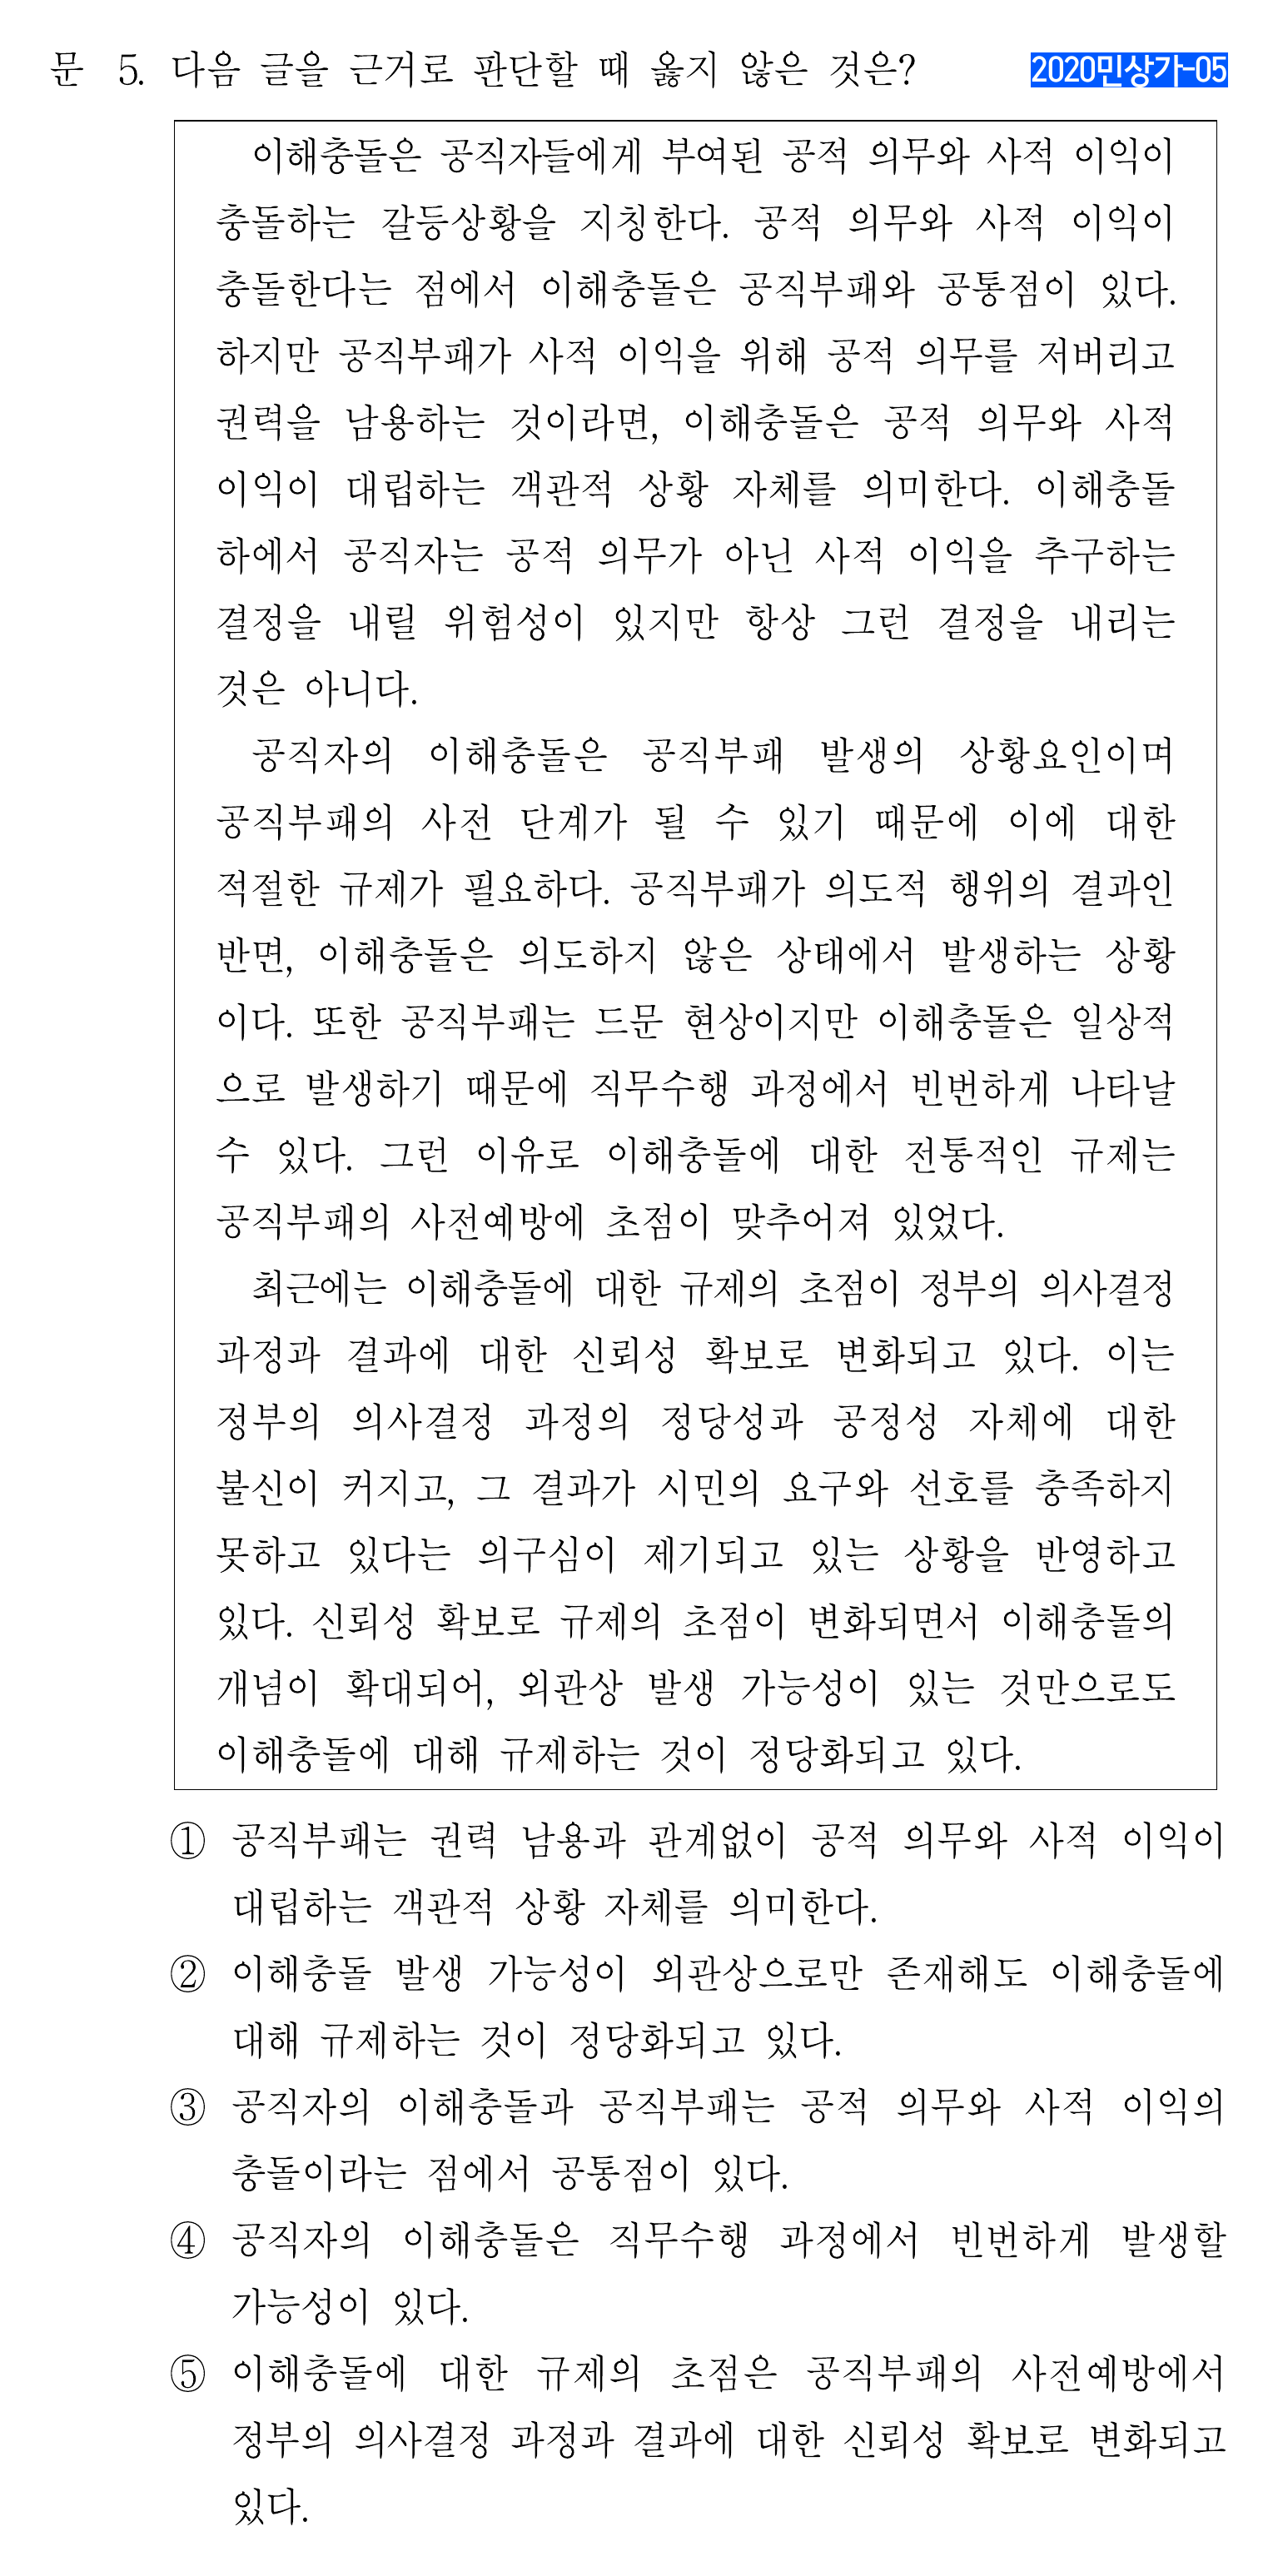 문 5. 다음 글을 근거로 판단할 때 옳지 않은 것은?
2020민상가-05
이해충돌은 공직자들에게 부여된 공적 의무와 사적 이익이
충돌하는 갈등상황을 지칭한다. 공적 의무와 사적 이익이
충돌한다는 점에서 이해충돌은 공직부패와 공통점이 있다.
하지만 공직부패가 사적 이익을 위해 공적 의무를 저버리고
권력을 남용하는 것이라면, 이해충돌은 공적 의무와 사적
이익이 대립하는 객관적 상황 자체를 의미한다. 이해충돌
하에서 공직자는 공적 의무가 아닌 사적 이익을 추구하는
결정을 내릴 위험성이 있지만 항상 그런 결정을 내리는
것은 아니다.
공직자의 이해충돌은 공직부패 발생의 상황요인이며
공직부패의 사전 단계가 될 수 있기 때문에 이에 대한
적절한 규제가 필요하다. 공직부패가 의도적 행위의 결과인
반면, 이해충돌은 의도하지 않은 상태에서 발생하는 상황
이다. 또한 공직부패는 드문 현상이지만 이해충돌은 일상적
으로 발생하기 때문에 직무수행 과정에서 빈번하게 나타날
수 있다. 그런 이유로 이해충돌에 대한 전통적인 규제는
공직부패의 사전예방에 초점이 맞추어져 있었다.
최근에는 이해충돌에 대한 규제의 초점이 정부의 의사결정
과정과 결과에 대한 신뢰성 확보로 변화되고 있다. 이는
정부의 의사결정 과정의 정당성과 공정성 자체에 대한
불신이 커지고, 그 결과가 시민의 요구와 선호를 충족하지
못하고 있다는 의구심이 제기되고 있는 상황을 반영하고
있다. 신뢰성 확보로 규제의 초점이 변화되면서 이해충돌의
개념이 확대되어, 외관상 발생 가능성이 있는 것만으로도
이해충돌에 대해 규제하는 것이 정당화되고 있다.
① 공직부패는 권력 남용과 관계없이 공적 의무와 사적 이익이
대립하는 객관적 상황 자체를 의미한다.
② 이해충돌 발생 가능성이 외관상으로만 존재해도 이해충돌에
대해 규제하는 것이 정당화되고 있다.
③ 공직자의 이해충돌과 공직부패는 공적 의무와 사적 이익의
충돌이라는 점에서 공통점이 있다.
④ 공직자의 이해충돌은 직무수행 과정에서 빈번하게 발생할
가능성이 있다.
⑤ 이해충돌에 대한 규제의 초점은 공직부패의 사전예방에서
정부의 의사결정 과정과 결과에 대한 신뢰성 확보로 변화되고
있다.